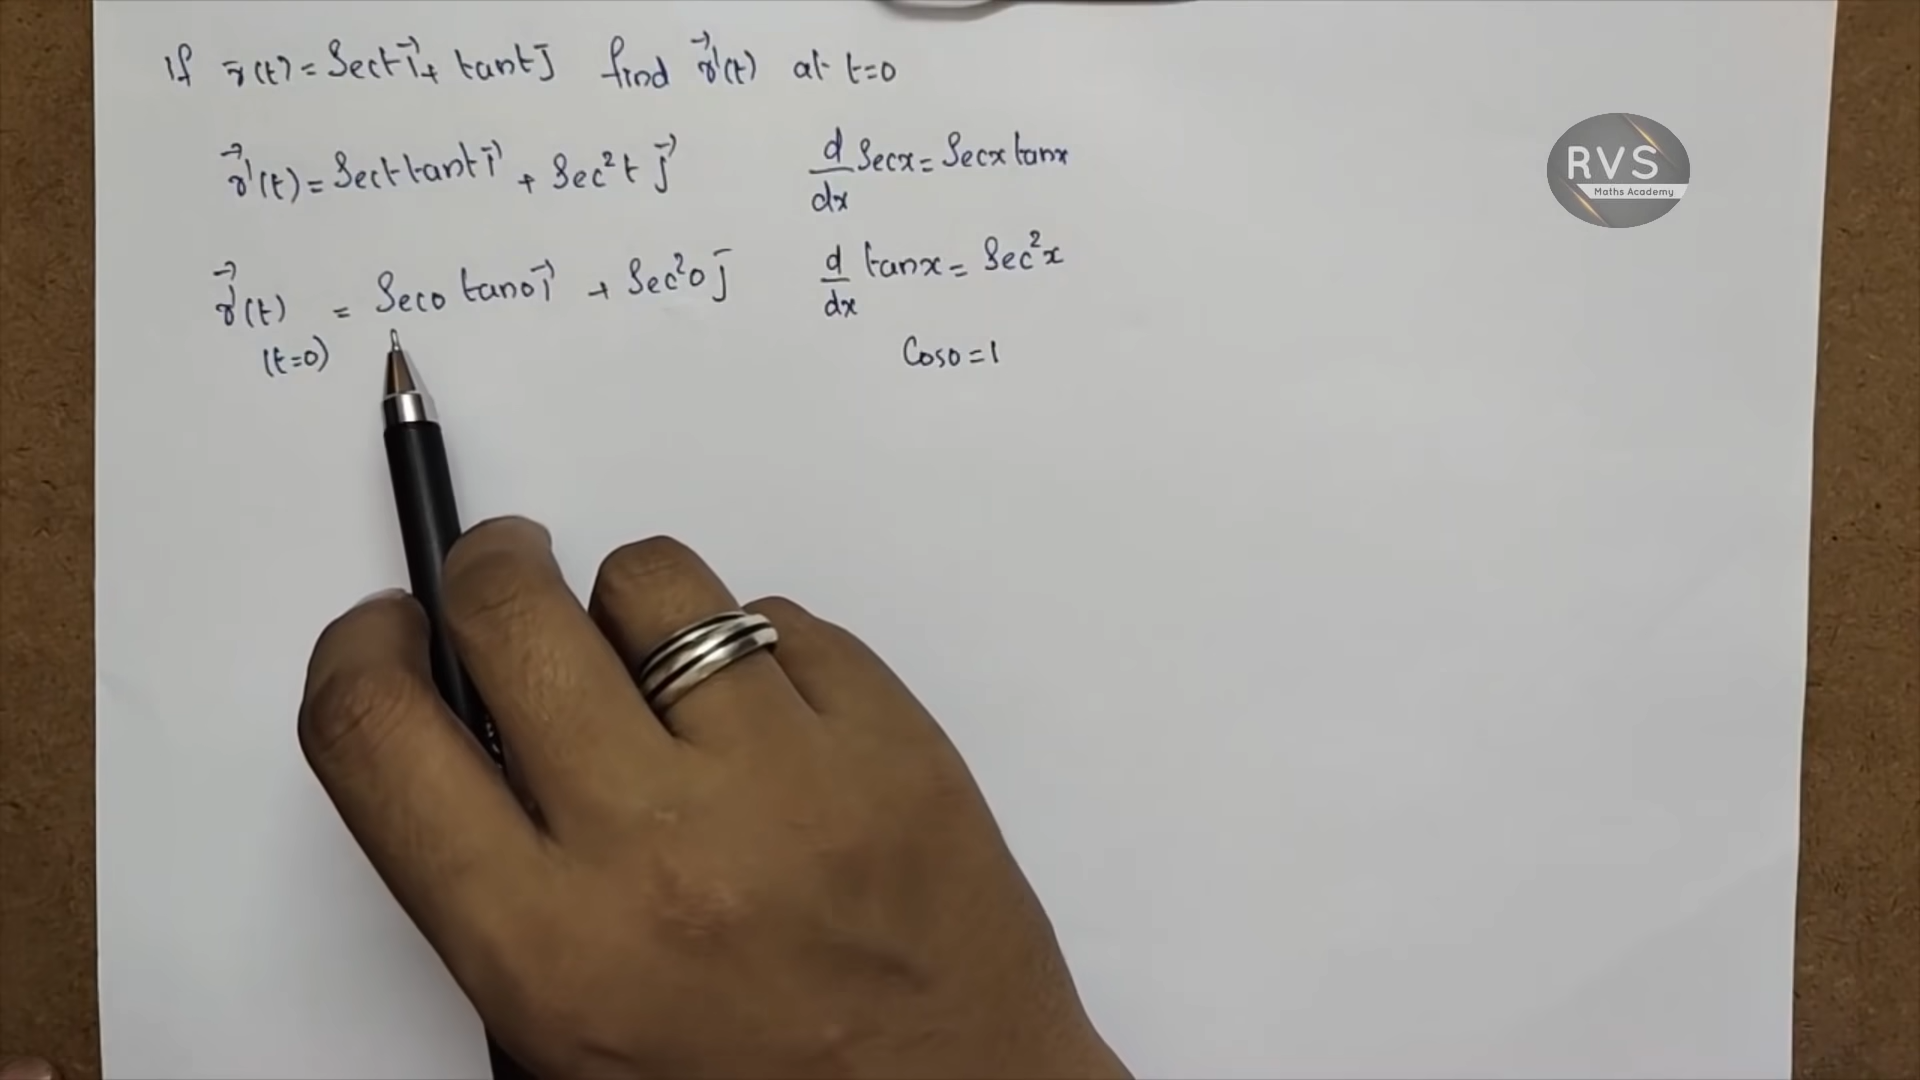 If r̄(t) = Sect i⃗ + tant j̄ find r⃗'(t) at t=0
r⃗'(t) = Sect tant i⃗ + Sec²t j⃗
d/dx Secx = Secx tanx
r⃗'(t) (t=0) = Sec0 tan0 i⃗ + Sec²0 j̄
d/dx tanx = Sec²x
Cos0 = 1
RVS
Maths Academy